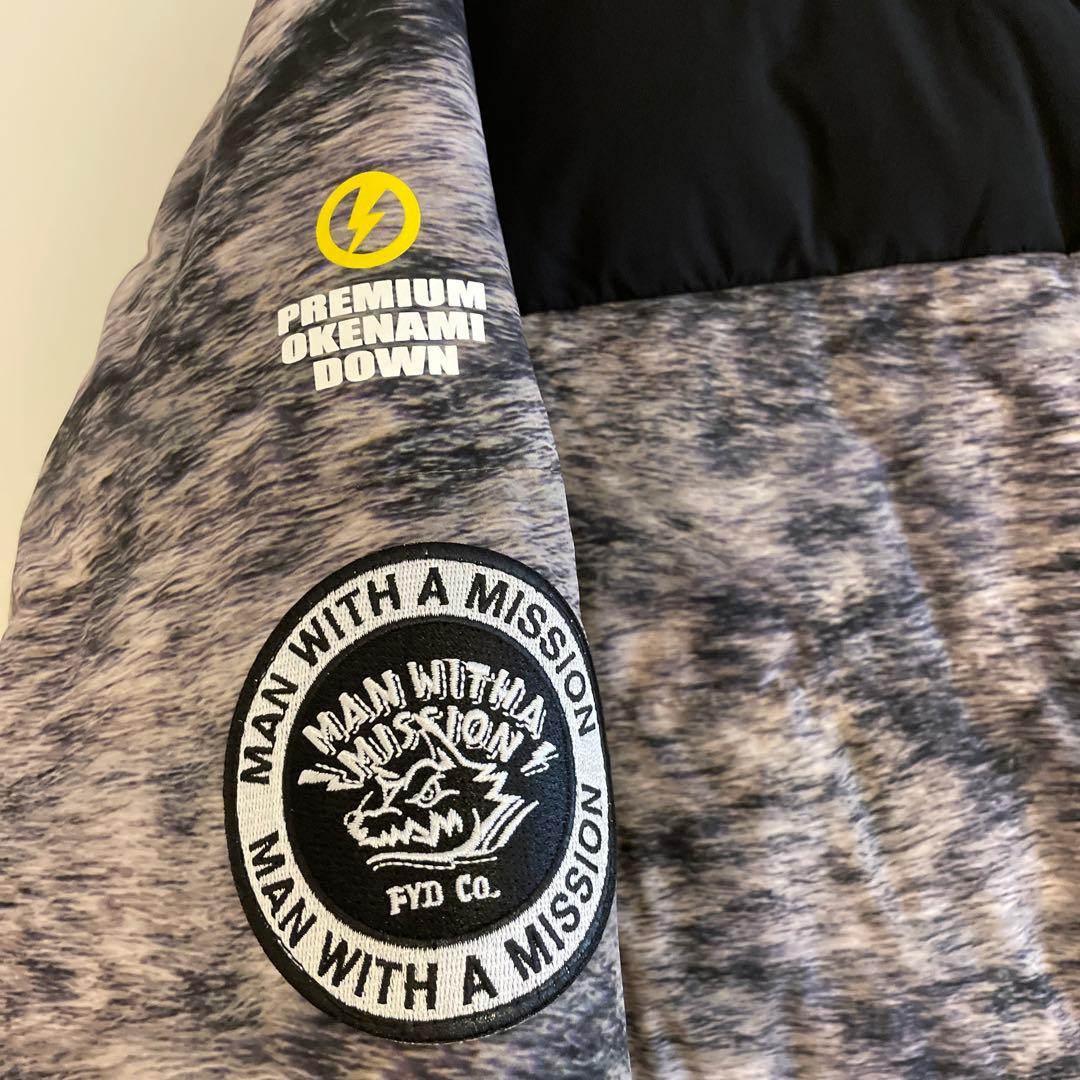 PREMIUM
OKENAMI
DOWN
MAN WITH A MISSION
MAN WITH A
MISSION
FYD Co.
MAN WITH A MISSION